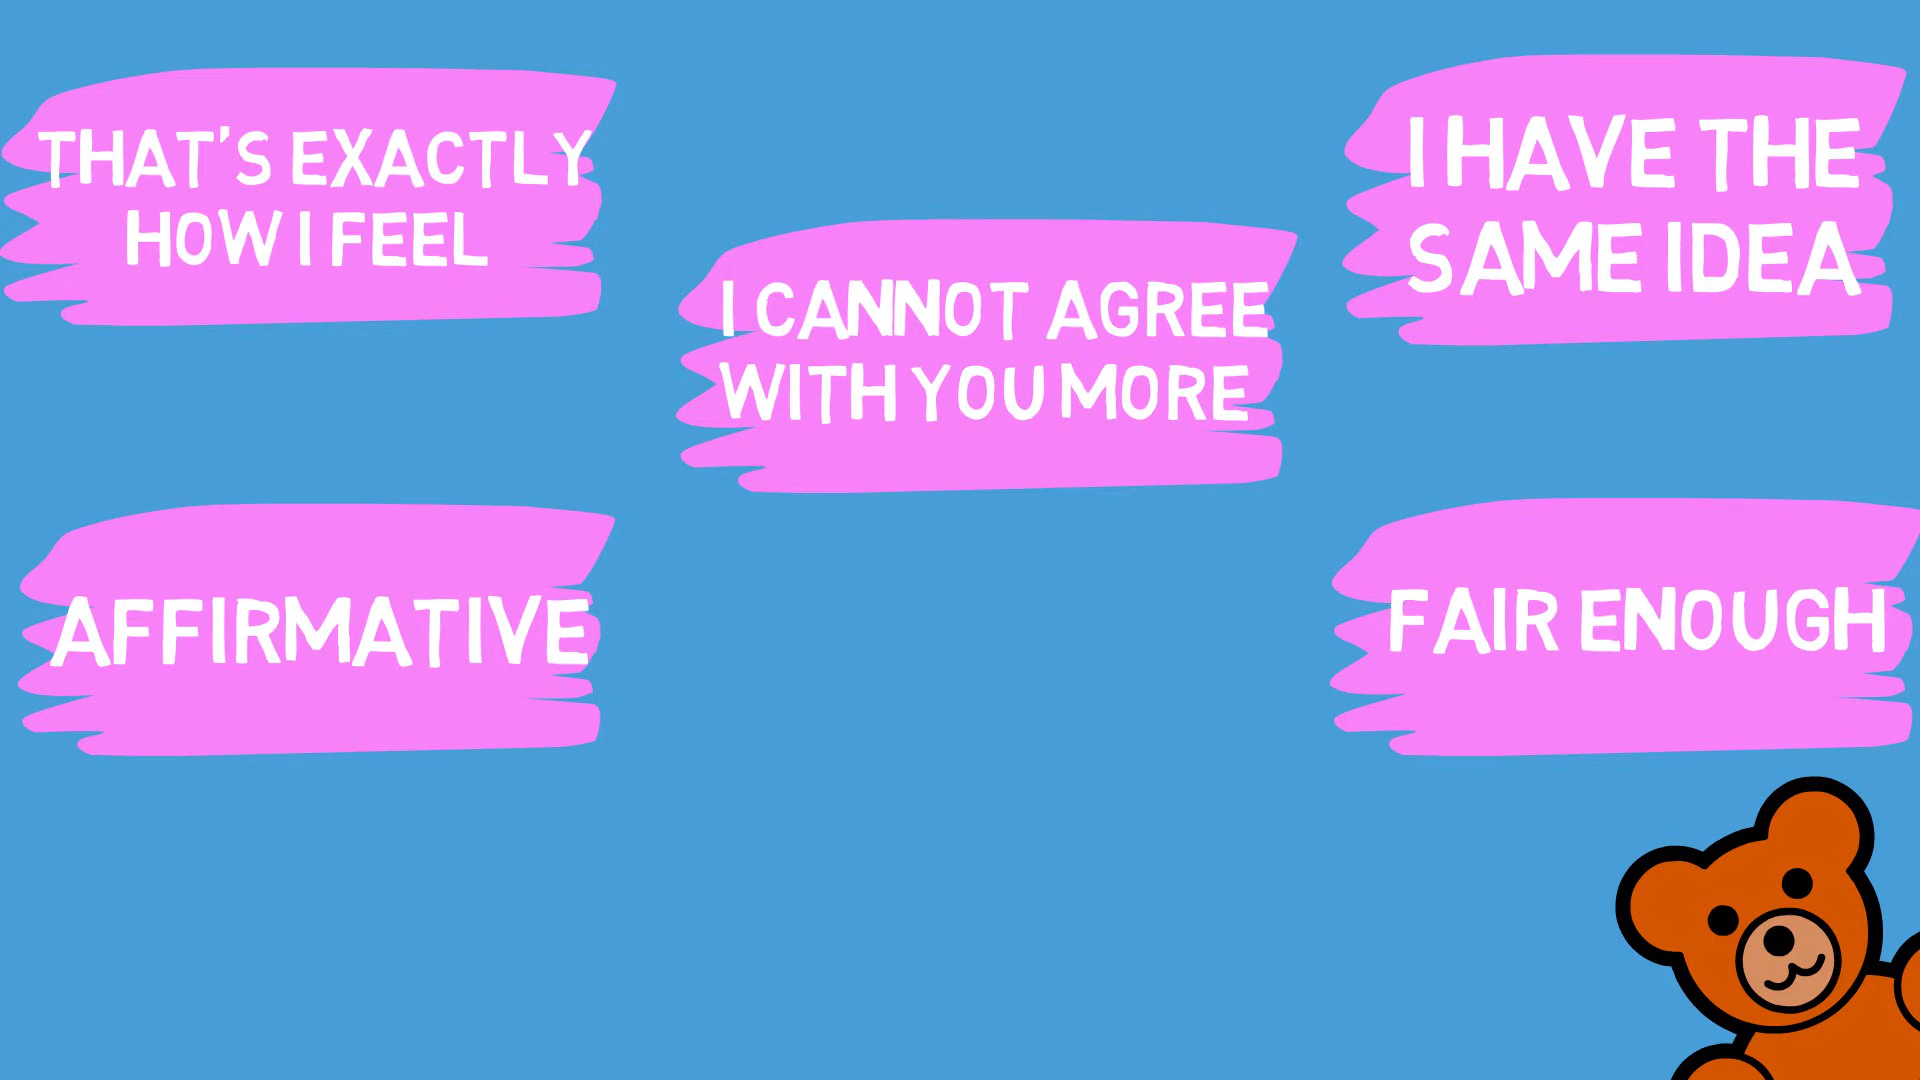 THAT'S EXACTLY
HOW I FEEL
I CANNOT AGREE
WITH YOU MORE
I HAVE THE
SAME IDEA
AFFIRMATIVE
FAIR ENOUGH